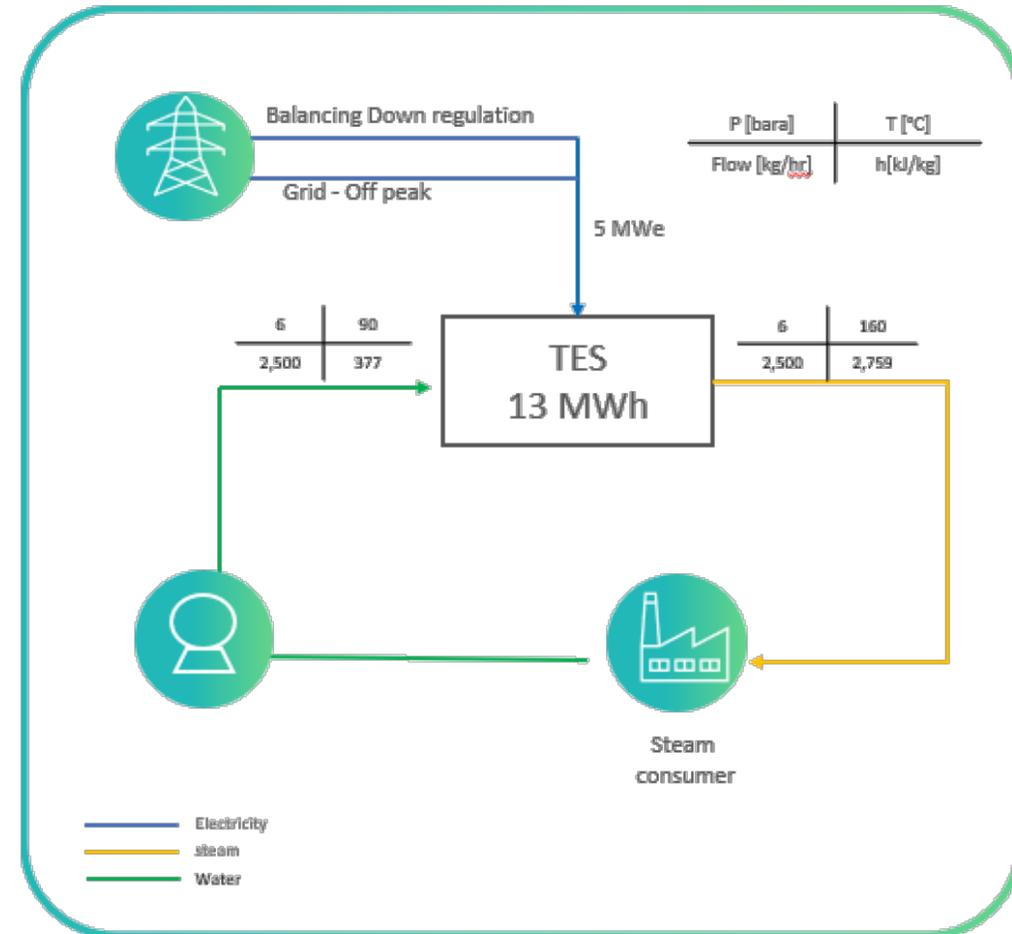 Balancing Down regulation
P [bara] T [°C]
Flow [kg/hr] h[kJ/kg]
Grid - Off peak
5 MWe
6 90
2,500 377
6 160
2,500 2,759
TES
13 MWh
Steam
consumer
Electricity
steam
Water